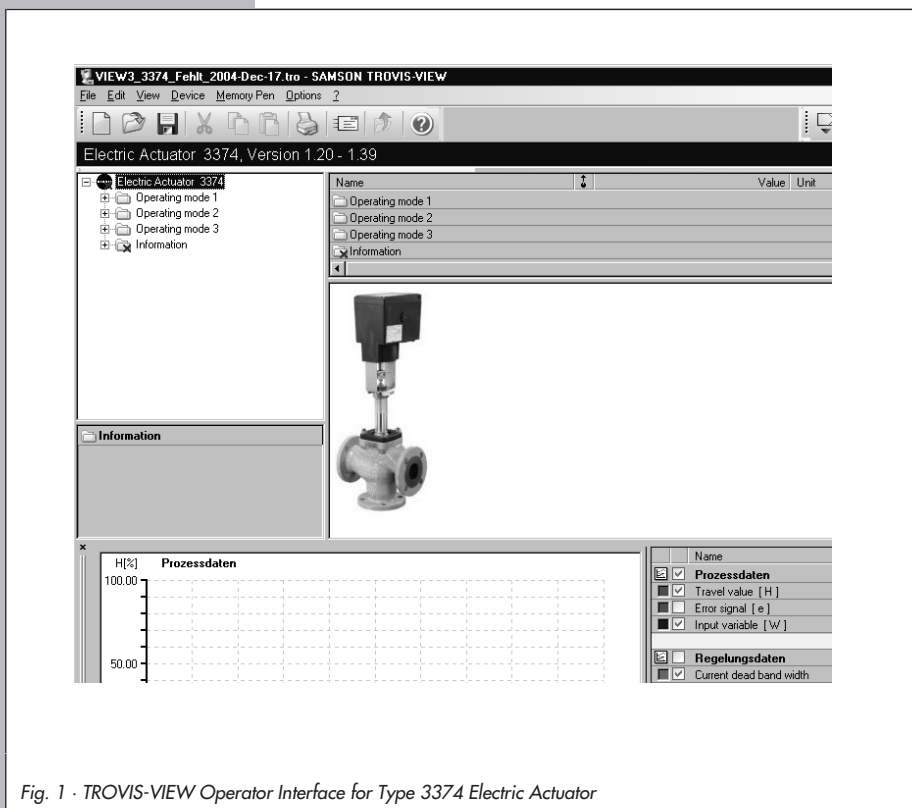 VIEW3_3374_Fehlt_2004-Dec-17.tro - SAMSON TROVIS-VIEW
File Edit View Device Memory Pen Options ?
Electric Actuator 3374, Version 1.20 - 1.39
Electric Actuator 3374
Operating mode 1
Operating mode 2
Operating mode 3
Information
Name Value Unit
Operating mode 1
Operating mode 2
Operating mode 3
Information
Information
H[%] Prozessdaten
100.00
50.00
Name
Prozessdaten
Travel value [ H ]
Error signal [ e ]
Input variable [ W ]
Regelungsdaten
Current dead band width
Fig. 1 · TROVIS-VIEW Operator Interface for Type 3374 Electric Actuator